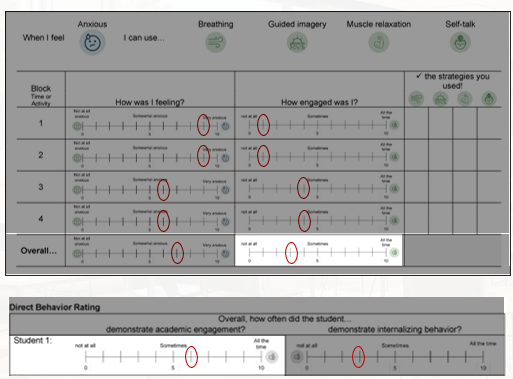 Anxious Breathing Guided imagery Muscle relaxation Self-talk
When I feel I can use...
Block
Time or
Activity
How was I feeling? How engaged was I? ✓ the strategies you
used!
1 Not at all
anxious Somewhat anxious Very anxious not at all Sometimes All the
time
0 5 10 0 5 10
2 Not at all
anxious Somewhat anxious Very anxious not at all Sometimes All the
time
0 5 10 0 5 10
3 Not at all
anxious Somewhat anxious Very anxious not at all Sometimes All the
time
0 5 10 0 5 10
4 Not at all
anxious Somewhat anxious Very anxious not at all Sometimes All the
time
0 5 10 0 5 10
Overall... Not at all
anxious Somewhat anxious Very anxious not at all Sometimes All the
time
0 5 10 0 5 10
Direct Behavior Rating
Overall, how often did the student...
demonstrate academic engagement? demonstrate internalizing behavior?
Student 1: not at all Sometimes All the
time not at all Sometimes All the time
0 5 10 0 5 10